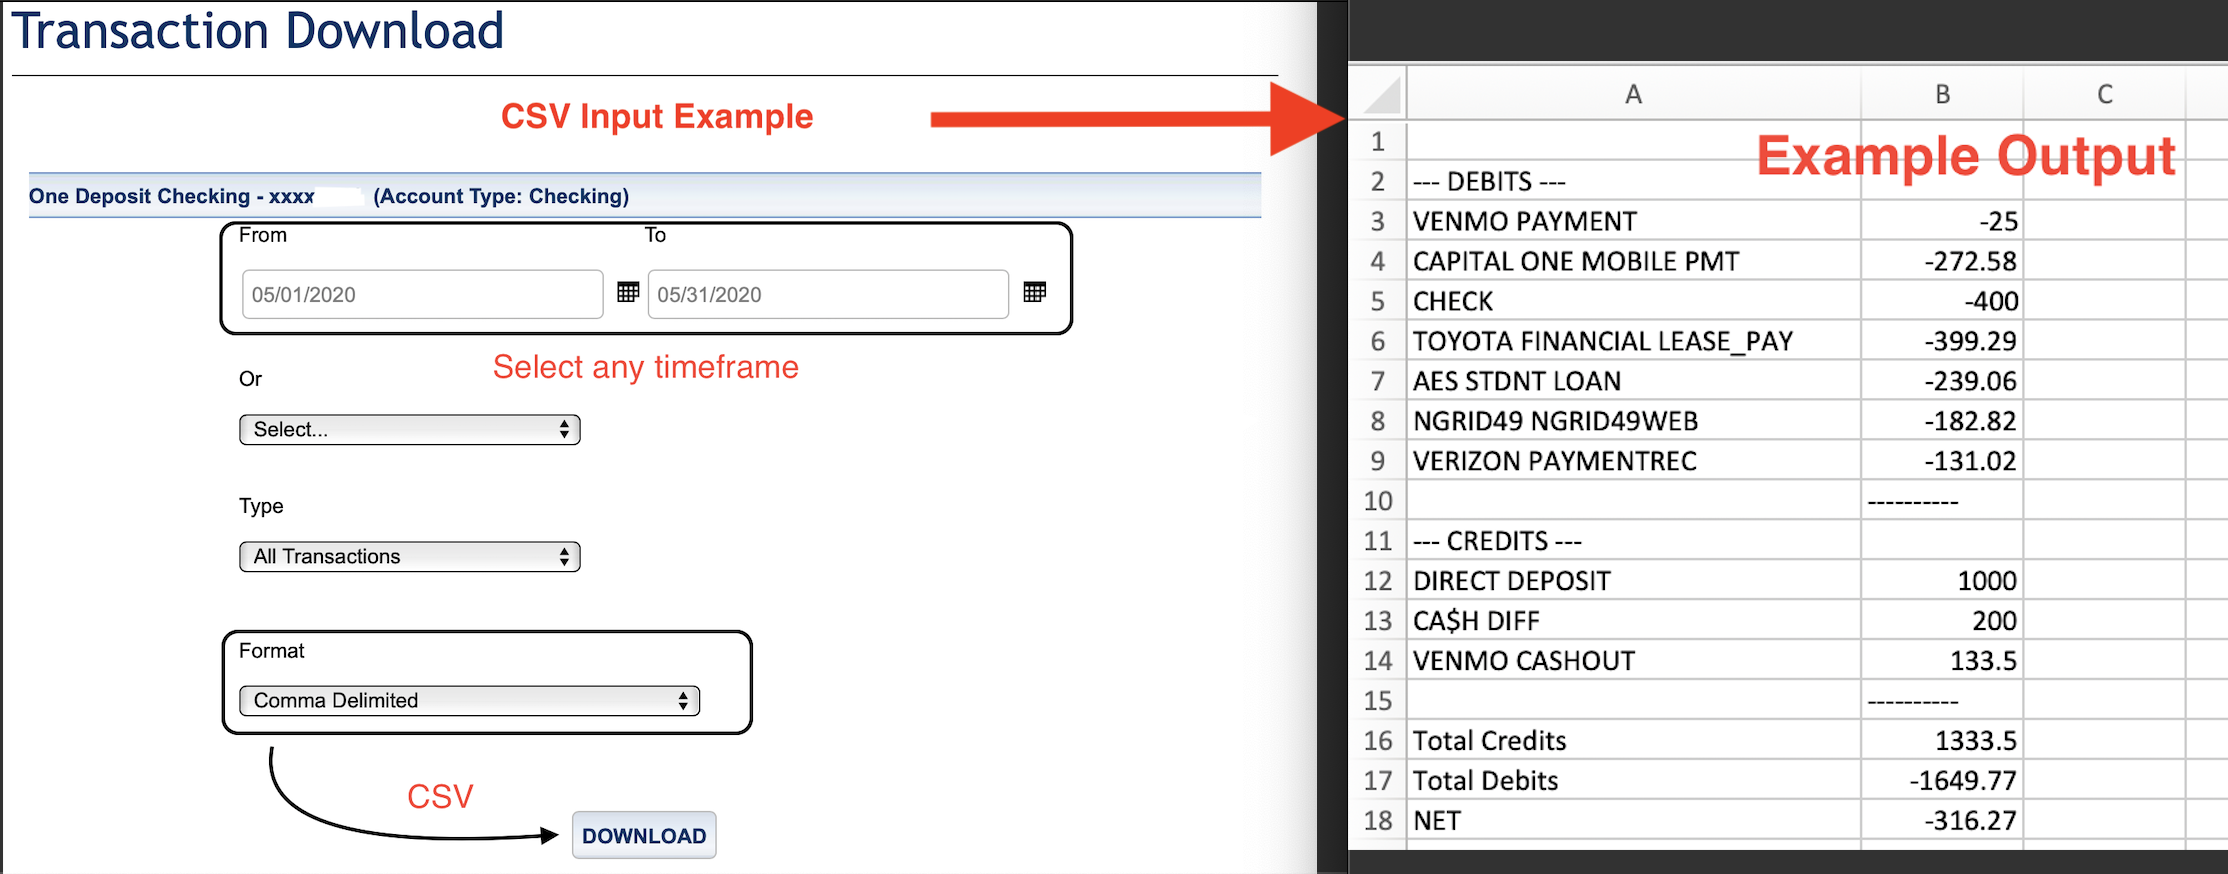 Transaction Download
CSV Input Example
One Deposit Checking - xxxx (Account Type: Checking)
From To
05/01/2020 05/31/2020
Select any timeframe
Or
Select...
Type
All Transactions
Format
Comma Delimited
CSV
DOWNLOAD
A B C
Example Output
1
2 --- DEBITS ---
3 VENMO PAYMENT -25
4 CAPITAL ONE MOBILE PMT -272.58
5 CHECK -400
6 TOYOTA FINANCIAL LEASE_PAY -399.29
7 AES STDNT LOAN -239.06
8 NGRID49 NGRID49WEB -182.82
9 VERIZON PAYMENTREC -131.02
10 ----------
11 --- CREDITS ---
12 DIRECT DEPOSIT 1000
13 CA$H DIFF 200
14 VENMO CASHOUT 133.5
15 ----------
16 Total Credits 1333.5
17 Total Debits -1649.77
18 NET -316.27